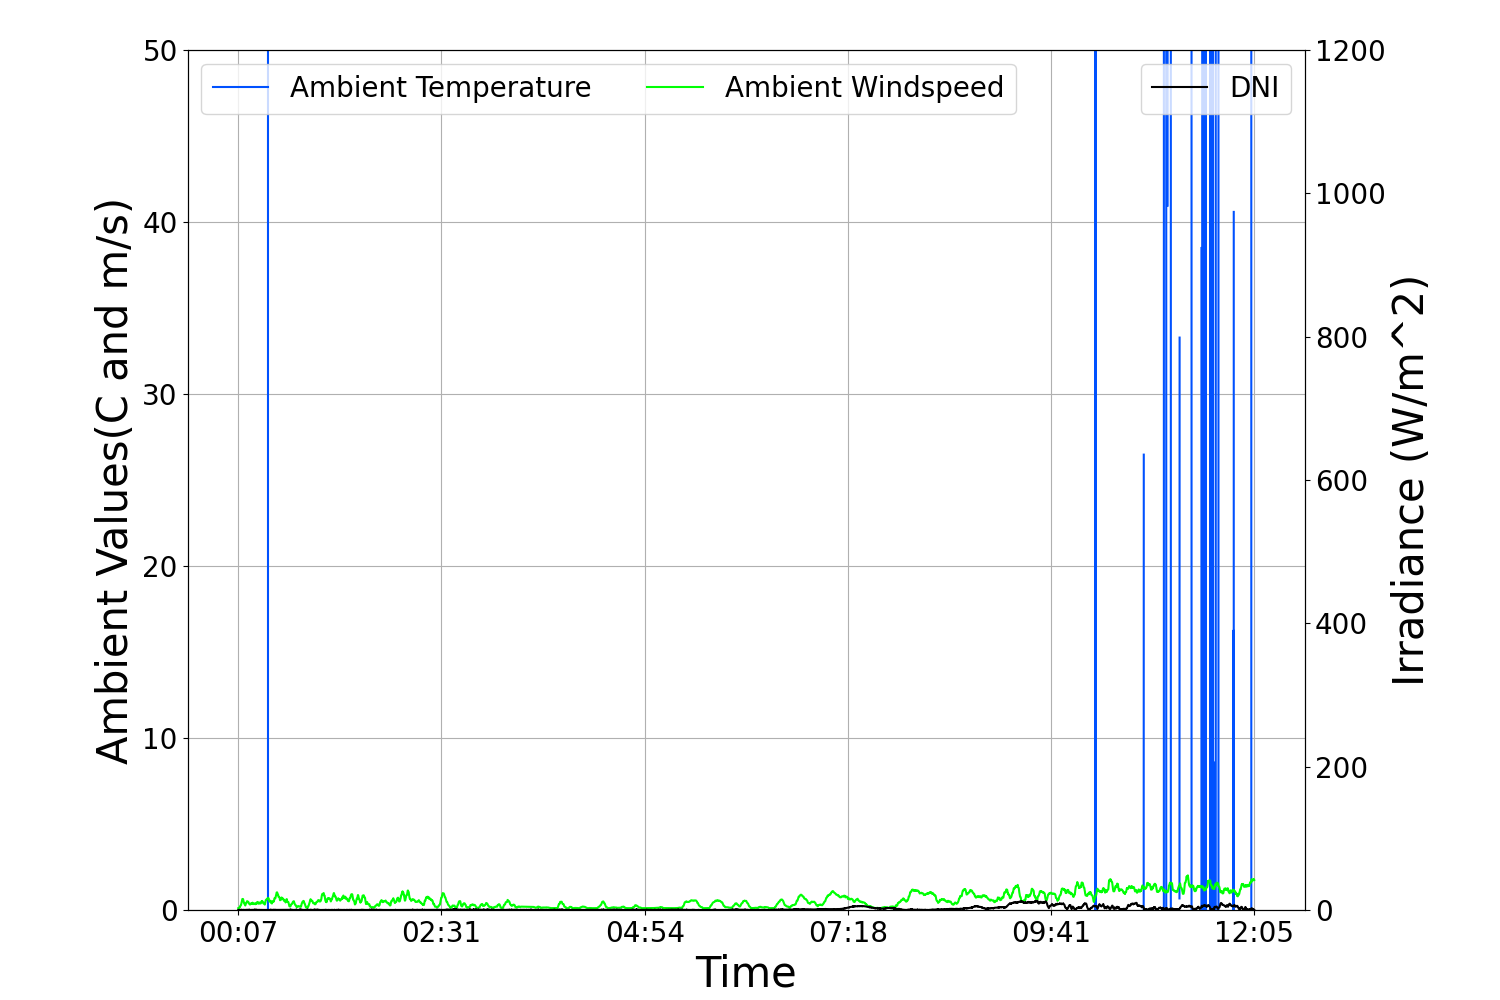 Ambient Temperature
Ambient Windspeed
DNI
Ambient Values(C and m/s)
50
40
30
20
10
0
1200
1000
800
600
400
200
0
Irradiance (W/m^2)
00:07 02:31 04:54 07:18 09:41 12:05
Time